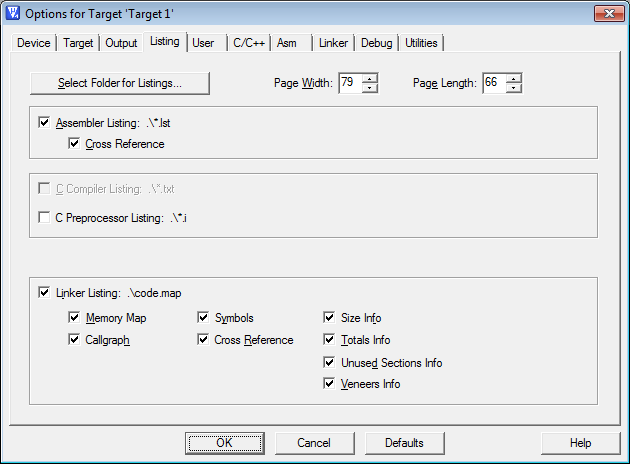 Options for Target 'Target 1'
Device Target Output Listing User C/C++ Asm Linker Debug Utilities
Select Folder for Listings... Page Width: 79 Page Length: 66
Assembler Listing: .\*.lst
Cross Reference
C Compiler Listing: .\*.txt
C Preprocessor Listing: .\*.i
Linker Listing: .\code.map
Memory Map Symbols Size Info
Callgraph Cross Reference Totals Info
Unused Sections Info
Veneers Info
OK Cancel Defaults Help